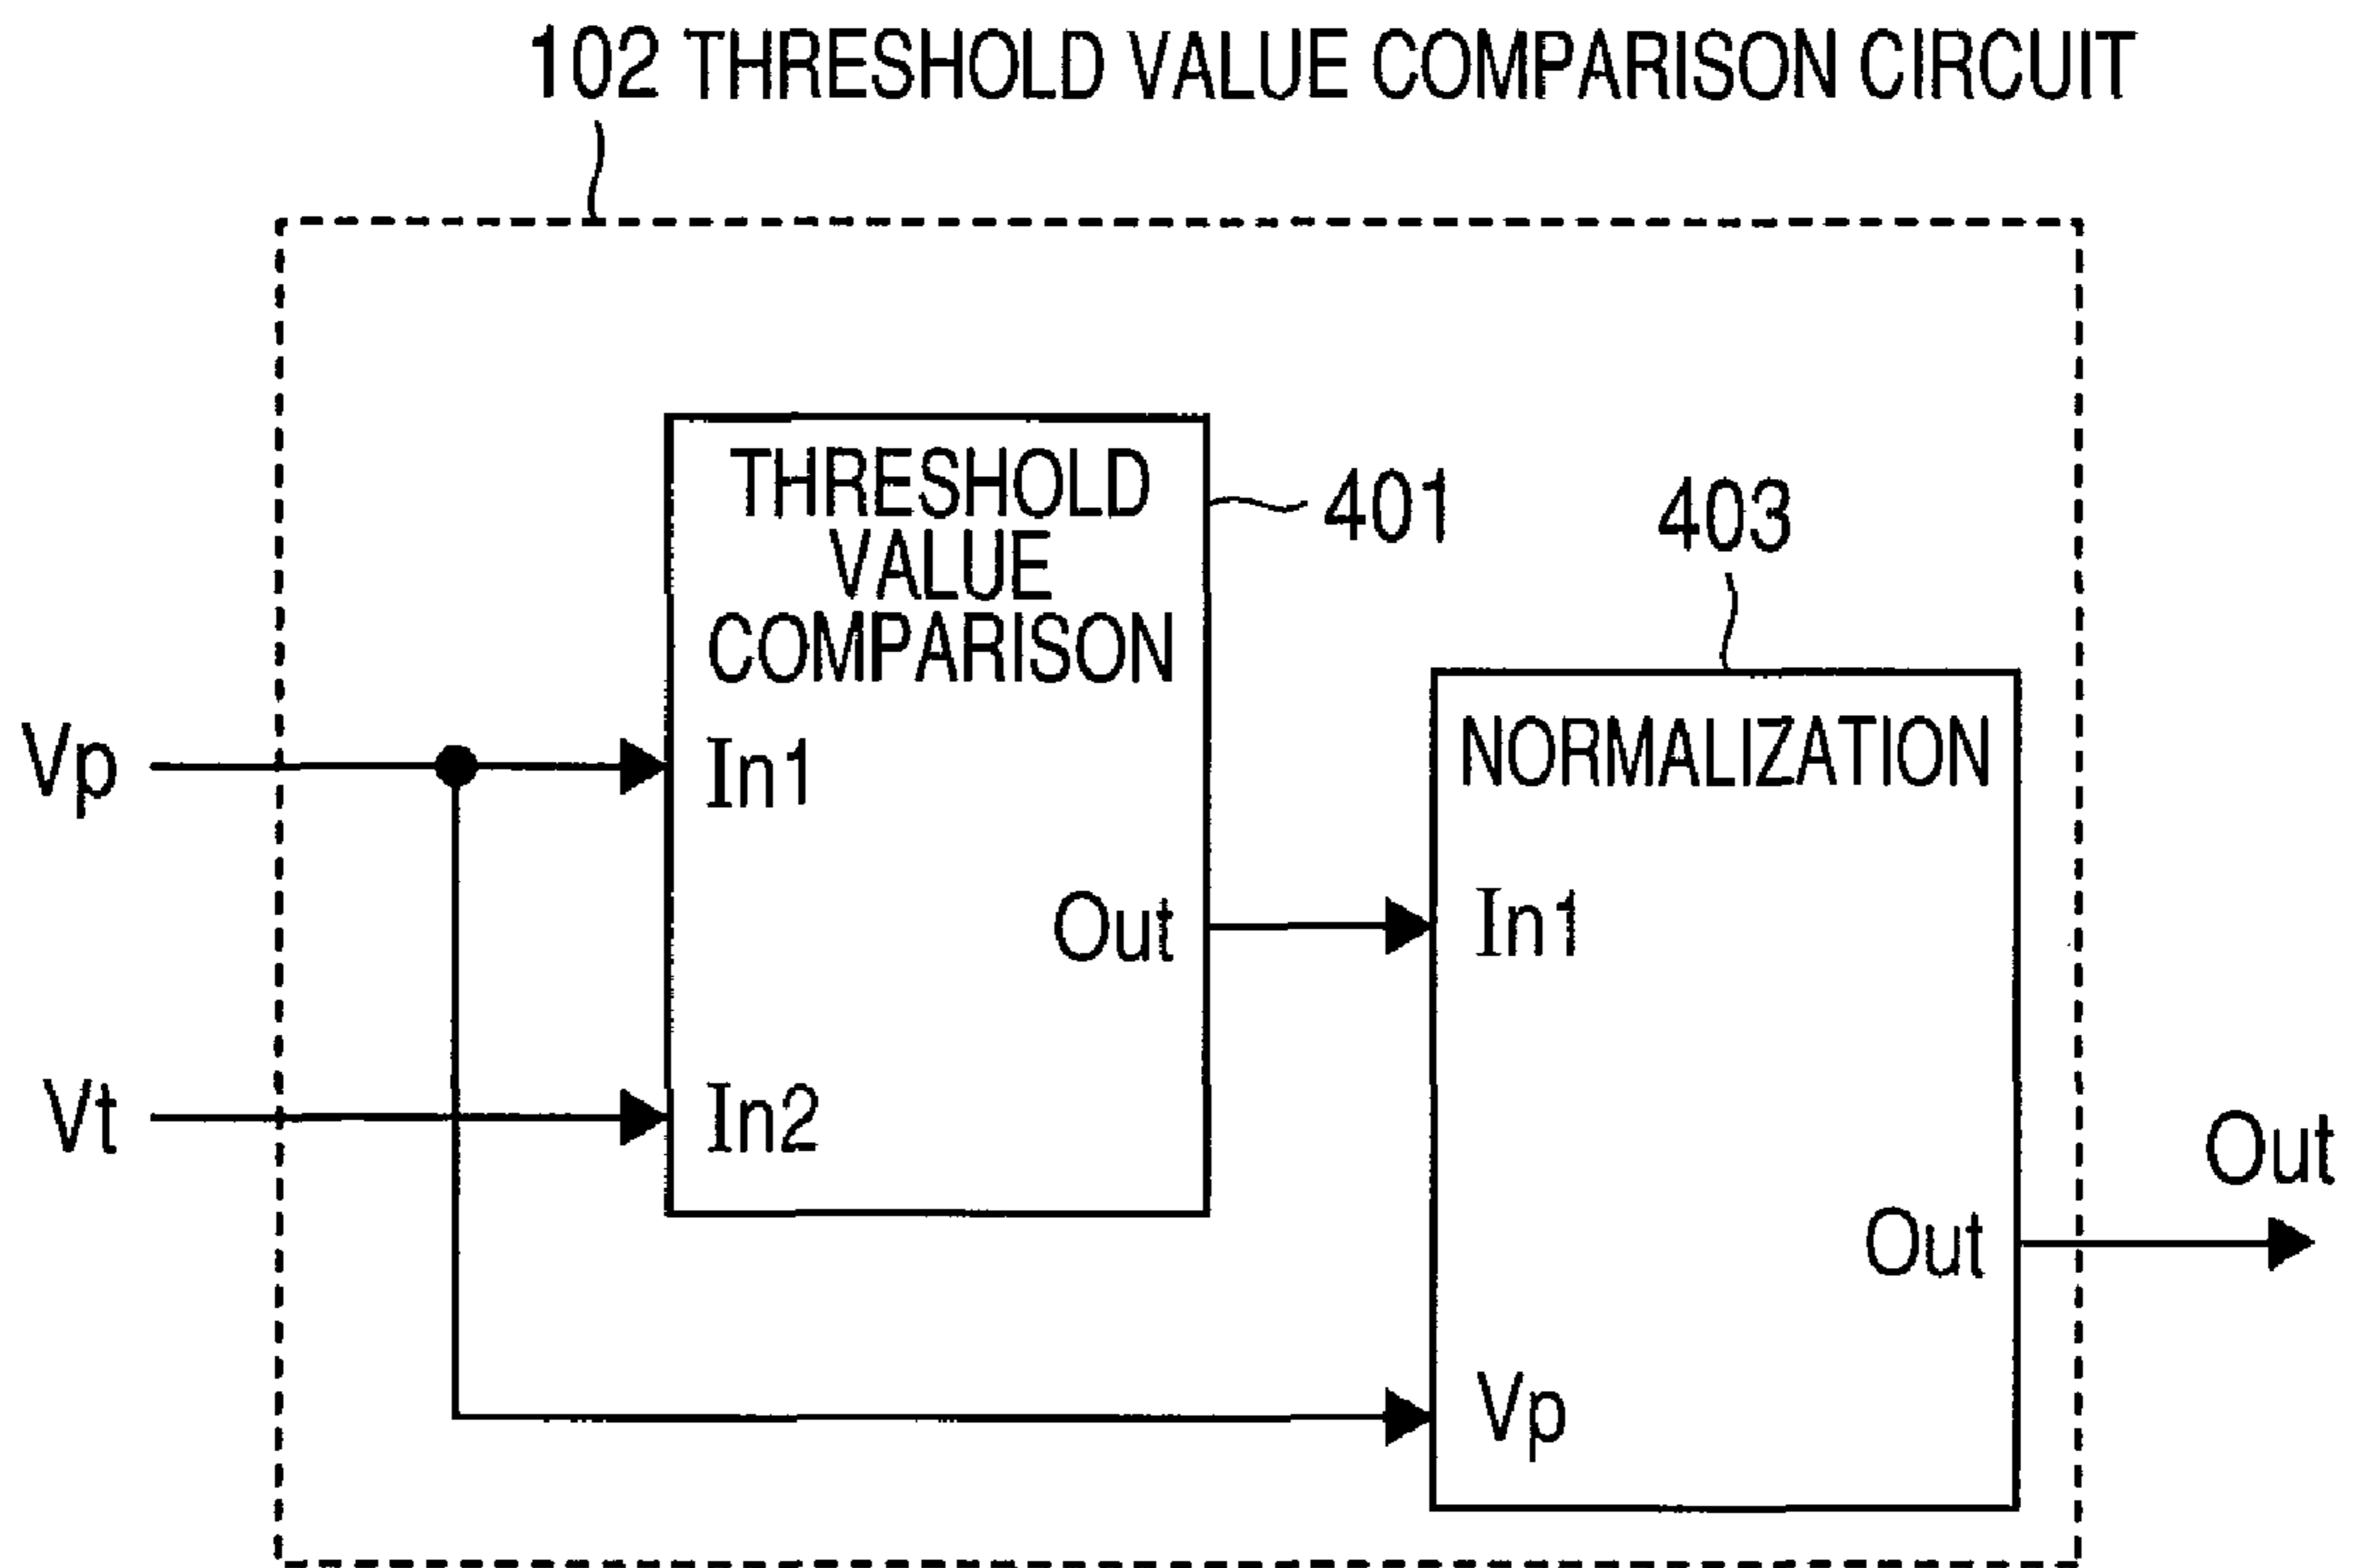 102 THRESHOLD VALUE COMPARISON CIRCUIT
THRESHOLD
VALUE
COMPARISON
401
403
NORMALIZATION
Vp
In1
Out
In1
Vt
In2
Out
Out
Vp